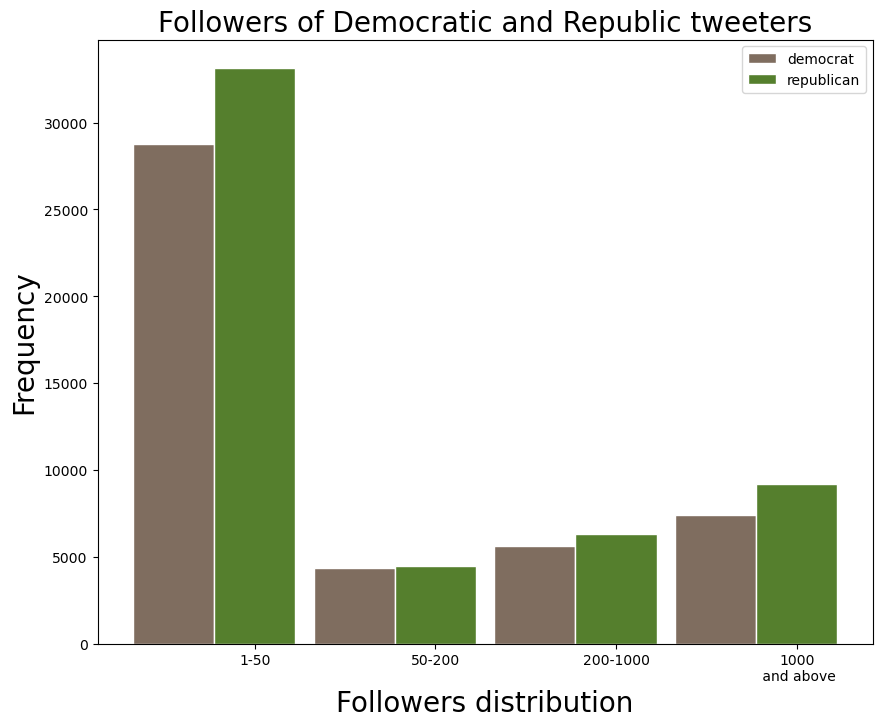 Followers of Democratic and Republic tweeters
democrat
republican
30000
25000
20000
15000
10000
5000
0
Frequency
1-50
50-200
200-1000
1000
and above
Followers distribution